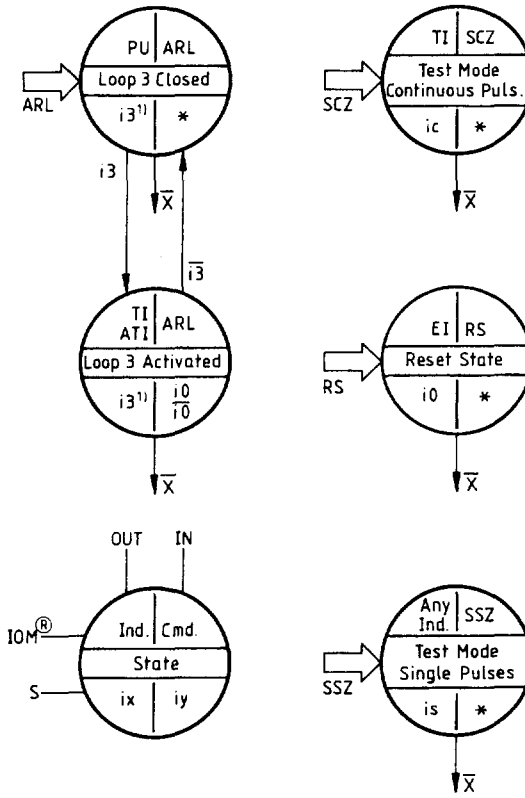 PU ARL
Loop 3 Closed
i3¹⁾ *
ARL
i3
X̅
i̅3̅
TI ARL
ATI
Loop 3 Activated
i3¹⁾ i0
i̅0̅
X̅
OUT IN
IOM®
Ind. Cmd.
State
S
ix iy
TI SCZ
Test Mode
Continuous Puls.
SCZ
ic *
X̅
EI RS
Reset State
RS
i0 *
X̅
Any SSZ
Ind.
Test Mode
Single Pulses
SSZ
is *
X̅